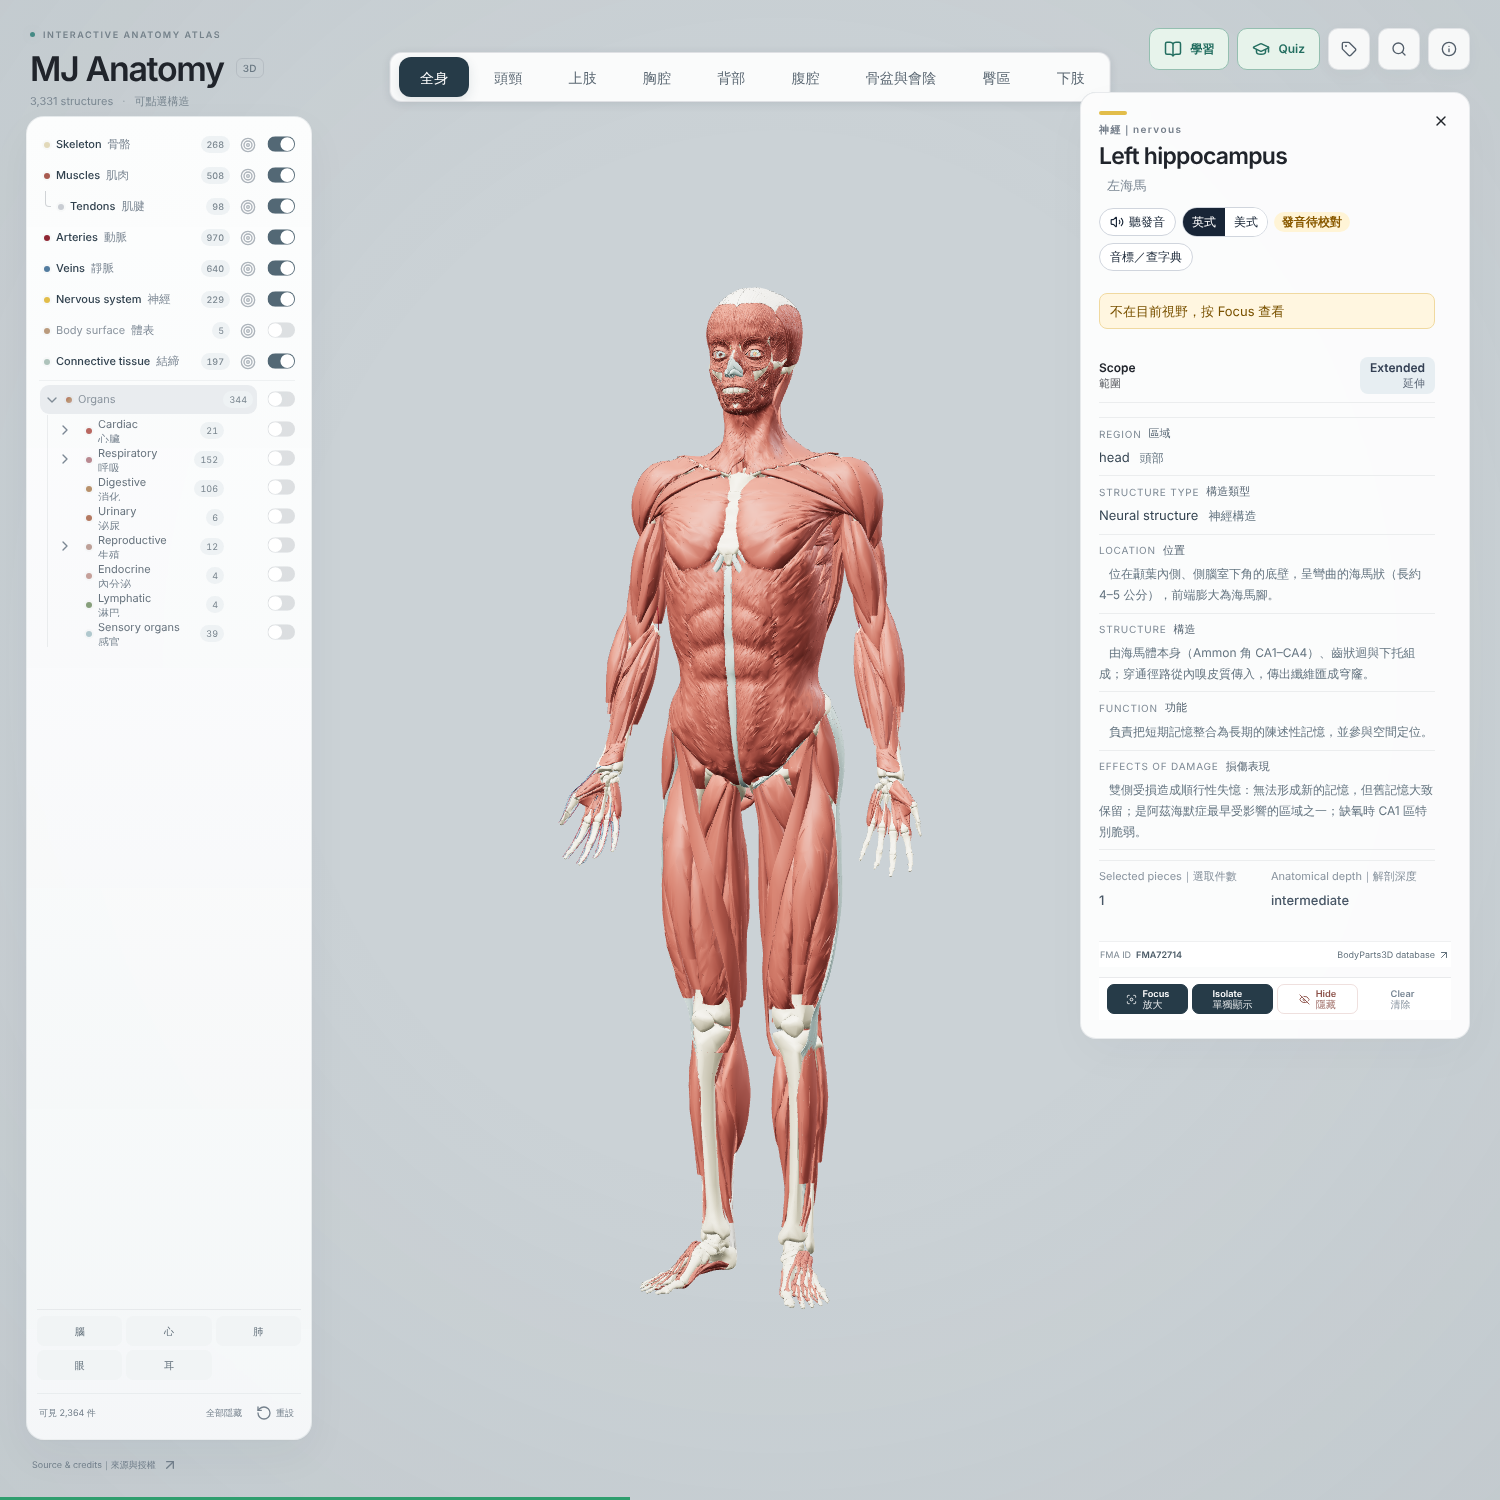 INTERACTIVE ANATOMY ATLAS
MJ Anatomy 3D
3,331 structures · 可點選構造
全身 頭頸 上肢 胸腔 背部 腹腔 骨盆與會陰 臀區 下肢
學習 Quiz
Skeleton 骨骼 268
Muscles 肌肉 508
Tendons 肌腱 98
Arteries 動脈 970
Veins 靜脈 640
Nervous system 神經 229
Body surface 體表 5
Connective tissue 結締 197
Organs 344
Cardiac 21
心臟
Respiratory 152
呼吸
Digestive 106
消化
Urinary 6
泌尿
Reproductive 12
生殖
Endocrine 4
內分泌
Lymphatic 4
淋巴
Sensory organs 39
感官
腦 心 肺
眼 耳
可見 2,364 件 全部隱藏 重設
Source & credits | 來源與授權
神經 | nervous
Left hippocampus
左海馬
聽發音 英式 美式 發音待校對
音標／查字典
不在目前視野，按 Focus 查看
Scope Extended
範圍 延伸
REGION 區域
head 頭部
STRUCTURE TYPE 構造類型
Neural structure 神經構造
LOCATION 位置
位在顳葉內側、側腦室下角的底壁，呈彎曲的海馬狀（長約
4–5 公分），前端膨大為海馬腳。
STRUCTURE 構造
由海馬體本身（Ammon 角 CA1–CA4）、齒狀迴與下托組
成；穿通徑路從內嗅皮質傳入，傳出纖維匯成穹窿。
FUNCTION 功能
負責把短期記憶整合為長期的陳述性記憶，並參與空間定位。
EFFECTS OF DAMAGE 損傷表現
雙側受損造成順行性失憶：無法形成新的記憶，但舊記憶大致
保留；是阿茲海默症最早受影響的區域之一；缺氧時 CA1 區特
別脆弱。
Selected pieces | 選取件數 Anatomical depth | 解剖深度
1 intermediate
FMA ID FMA72714 BodyParts3D database
Focus Isolate Hide Clear
放大 單獨顯示 隱藏 清除